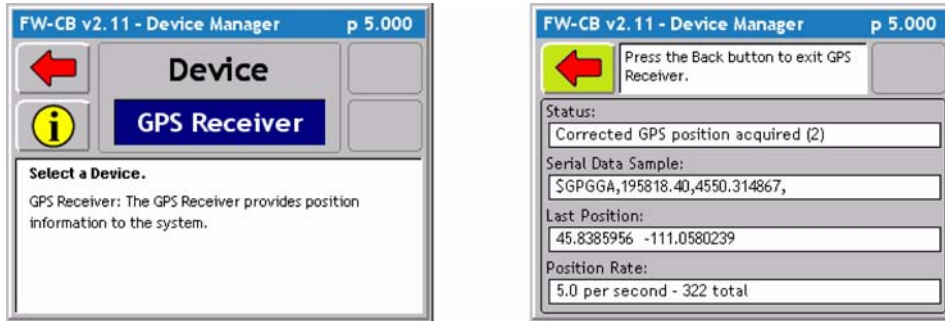 FW-CB v2.11 - Device Manager p 5.000
Device
i
GPS Receiver
Select a Device.
GPS Receiver: The GPS Receiver provides position
information to the system.
FW-CB v2.11 - Device Manager p 5.000
Press the Back button to exit GPS
Receiver.
Status:
Corrected GPS position acquired (2)
Serial Data Sample:
$GPGGA,195818.40,4550.314867,
Last Position:
45.8385956 -111.0580239
Position Rate:
5.0 per second - 322 total